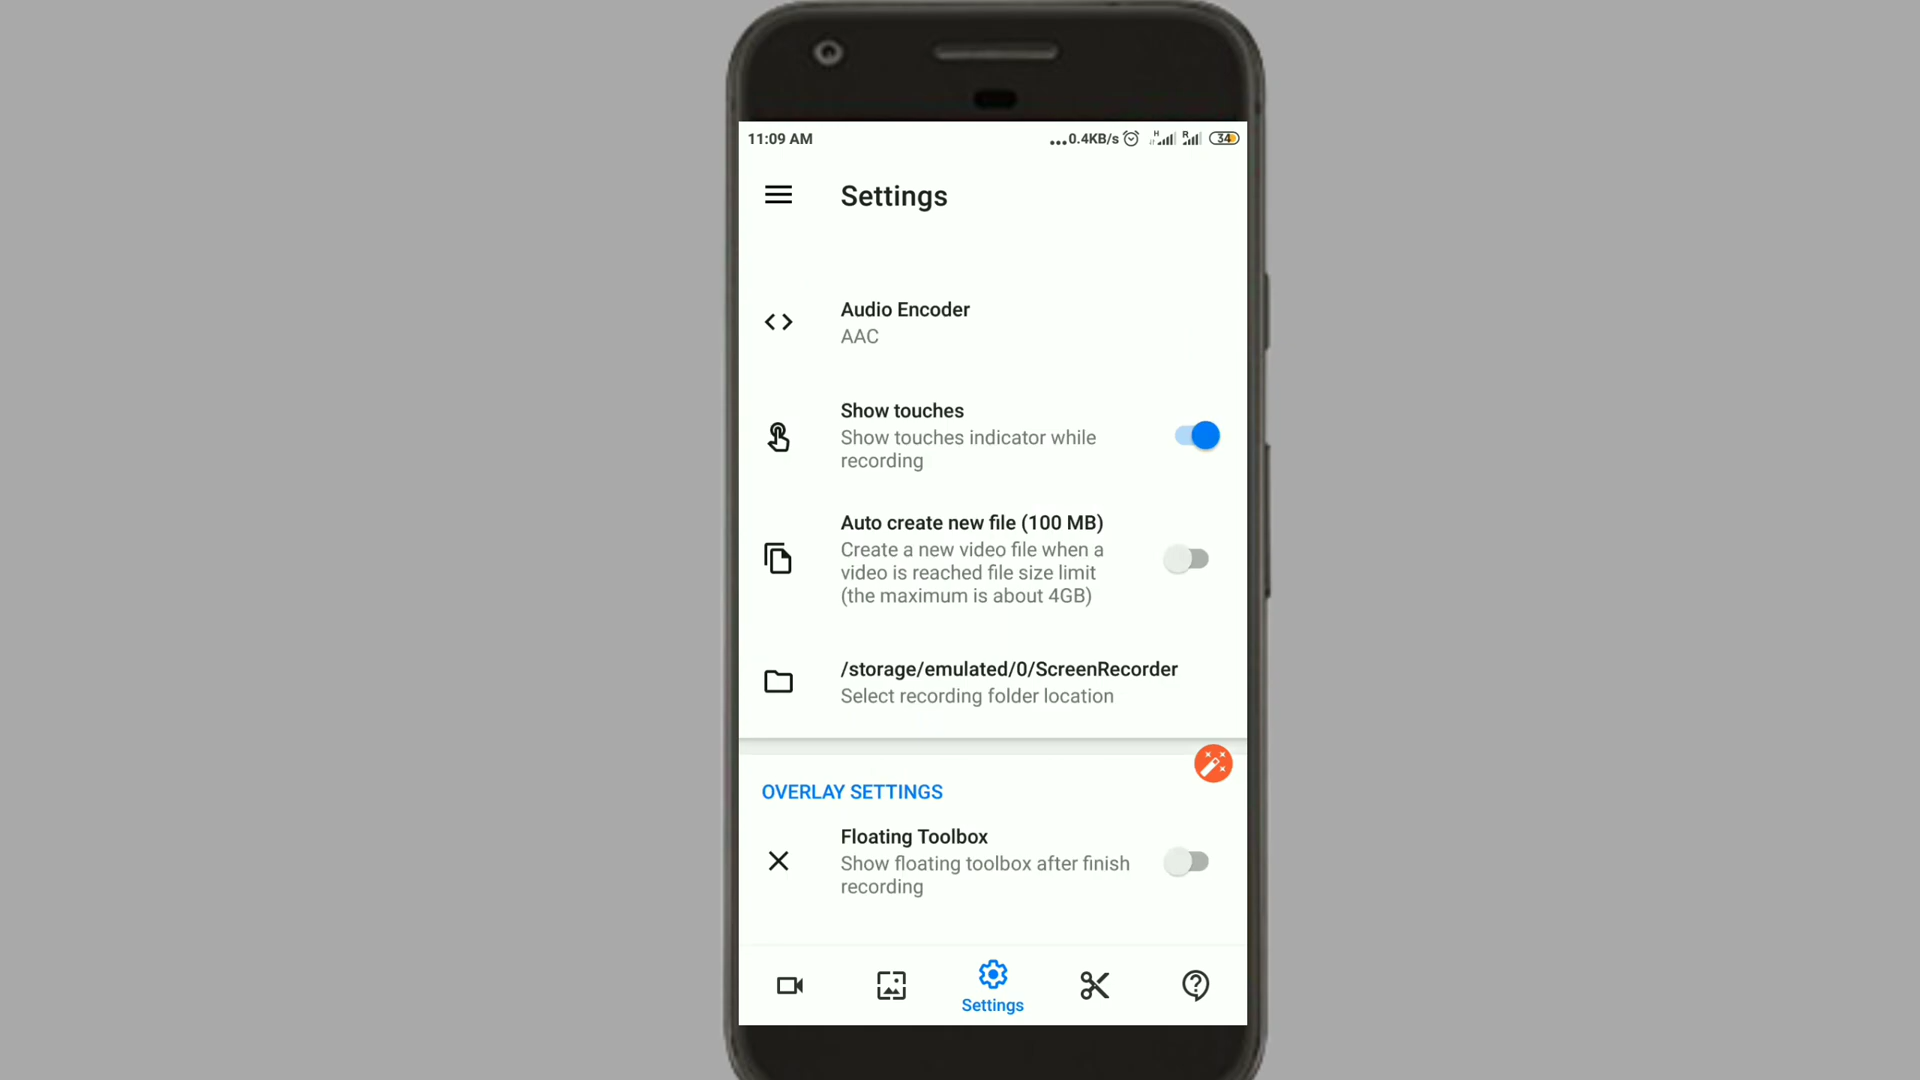 11:09 AM
...0.4KB/s H R 34
Settings
Audio Encoder
AAC
Show touches
Show touches indicator while
recording
Auto create new file (100 MB)
Create a new video file when a
video is reached file size limit
(the maximum is about 4GB)
/storage/emulated/0/ScreenRecorder
Select recording folder location
OVERLAY SETTINGS
Floating Toolbox
Show floating toolbox after finish
recording
Settings